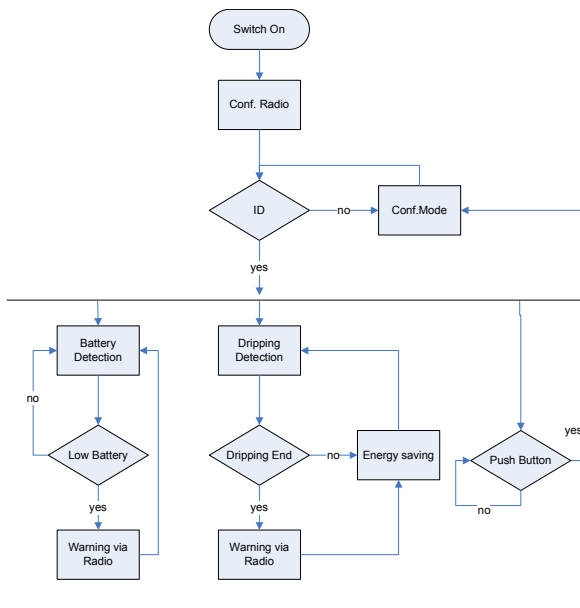 Switch On
Conf. Radio
ID
no
Conf.Mode
yes
Battery
Detection
Dripping
Detection
no
yes
Low Battery
Dripping End
no
Energy saving
Push Button
yes
yes
no
Warning via
Radio
Warning via
Radio